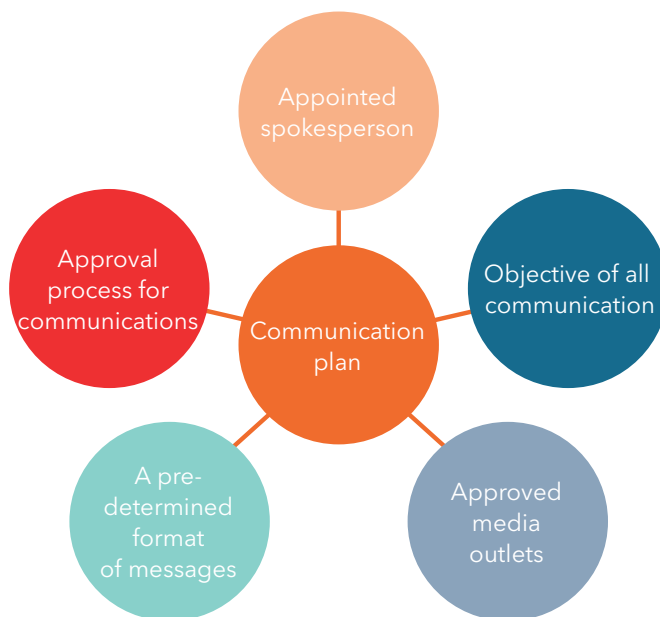 Appointed
spokesperson
Objective of all
communication
Approved
media
outlets
A pre-
determined
format
of messages
Approval
process for
communications
Communication
plan